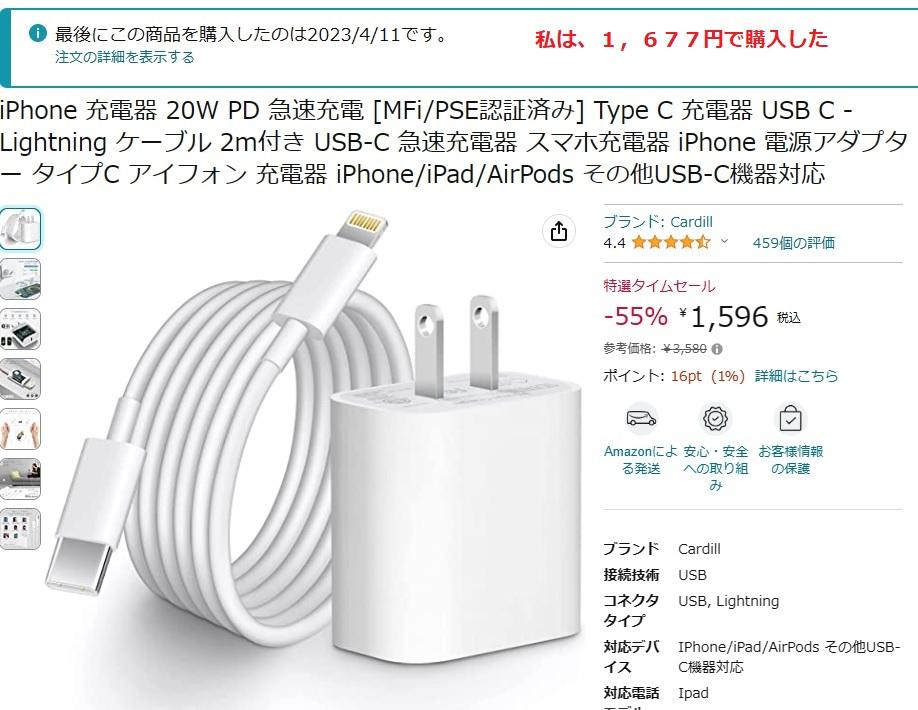 最後にこの商品を購入したのは2023/4/11です。
私は、１，６７７円で購入した
注文の詳細を表示する
iPhone 充電器 20W PD 急速充電 [MFi/PSE認証済み] Type C 充電器 USB C -
Lightning ケーブル 2m付き USB-C 急速充電器 スマホ充電器 iPhone 電源アダプタ
ー タイプC アイフォン 充電器 iPhone/iPad/AirPods その他USB-C機器対応
ブランド: Cardill
4.4 459個の評価
特選タイムセール
-55% ¥1,596 税込
参考価格: ¥3,580
ポイント: 16pt (1%) 詳細はこちら
Amazonによ
る発送
安心・安全
への取り組
み
お客様情報
の保護
ブランド Cardill
接続技術 USB
コネクタ USB, Lightning
タイプ
対応デバ IPhone/iPad/AirPods その他USB-
イス C機器対応
対応電話 Ipad